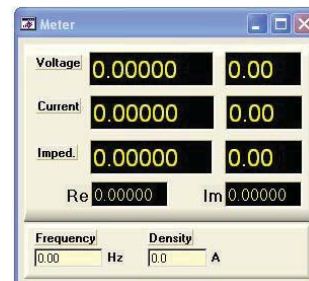 Meter
Voltage 0.00000 0.00
Current 0.00000 0.00
Imped. 0.00000 0.00
Re 0.00000 Im 0.00000
Frequency Density
0.00 Hz 0.0 A